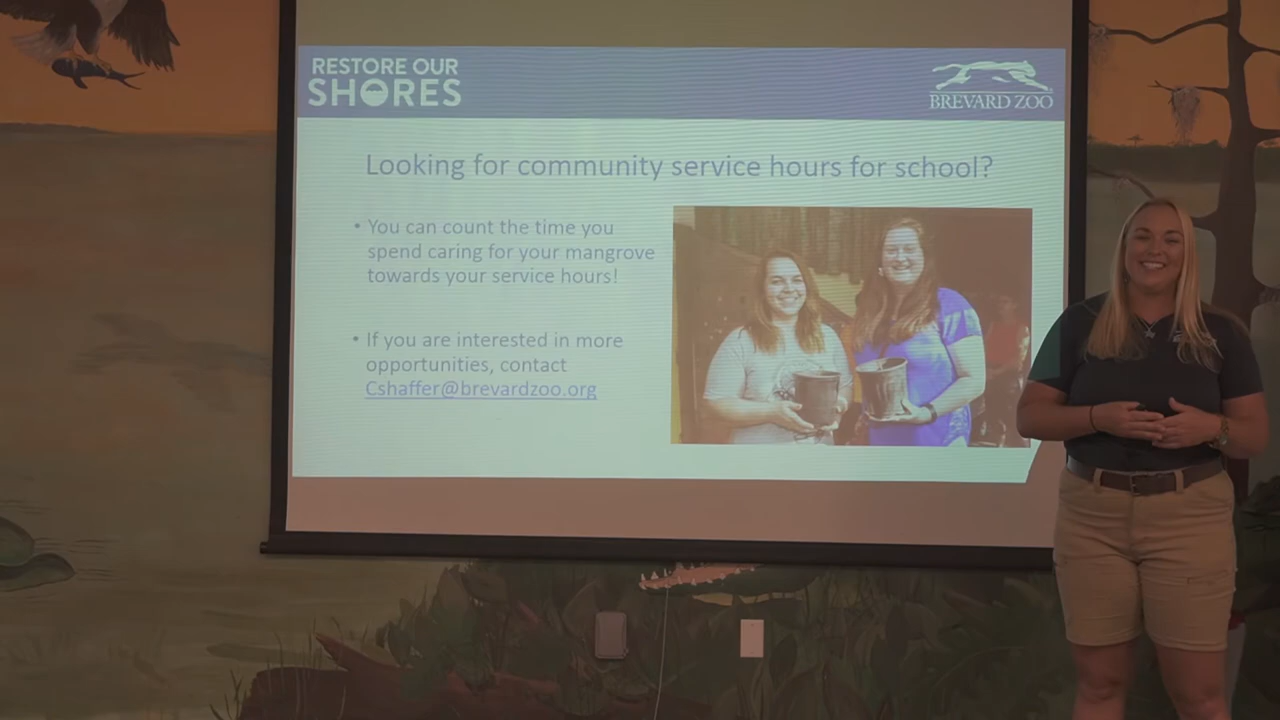 RESTORE OUR
SHORES
BREVARD ZOO
Looking for community service hours for school?
• You can count the time you
spend caring for your mangrove
towards your service hours!
• If you are interested in more
opportunities, contact
Cshaffer@brevardzoo.org